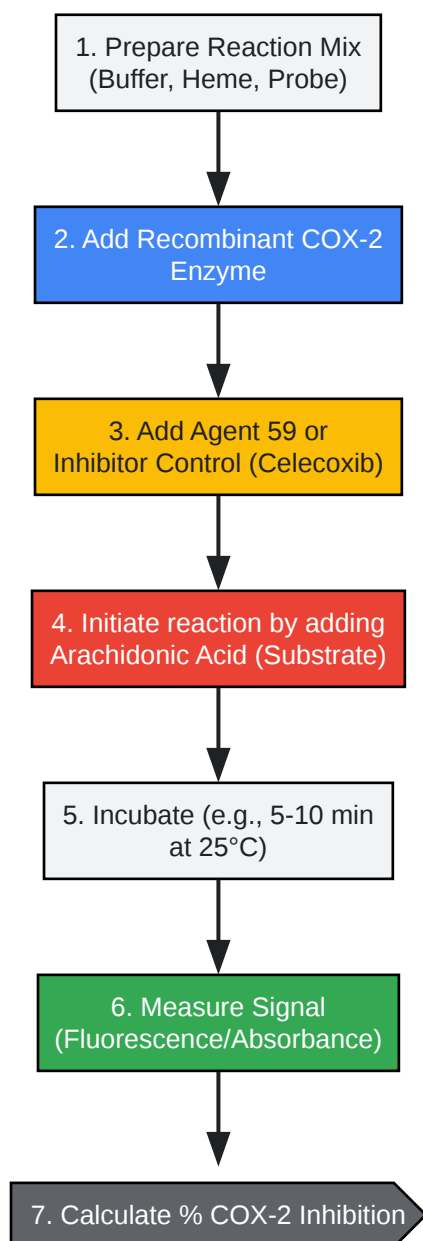 1. Prepare Reaction Mix
(Buffer, Heme, Probe)
2. Add Recombinant COX-2
Enzyme
3. Add Agent 59 or
Inhibitor Control (Celecoxib)
4. Initiate reaction by adding
Arachidonic Acid (Substrate)
5. Incubate (e.g., 5-10 min
at 25°C)
6. Measure Signal
(Fluorescence/Absorbance)
7. Calculate % COX-2 Inhibition